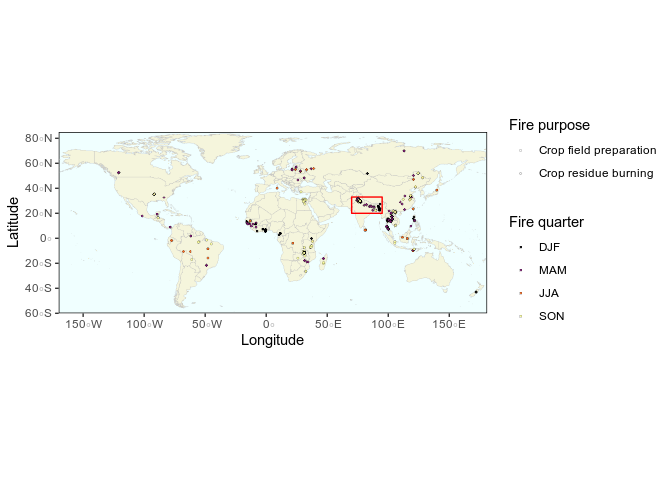 Fire purpose
Crop field preparation
Crop residue burning
Fire quarter
DJF
MAM
JJA
SON
Latitude
80°N
60°N
40°N
20°N
0°
20°S
40°S
60°S
150°W 100°W 50°W 0° 50°E 100°E 150°E
Longitude